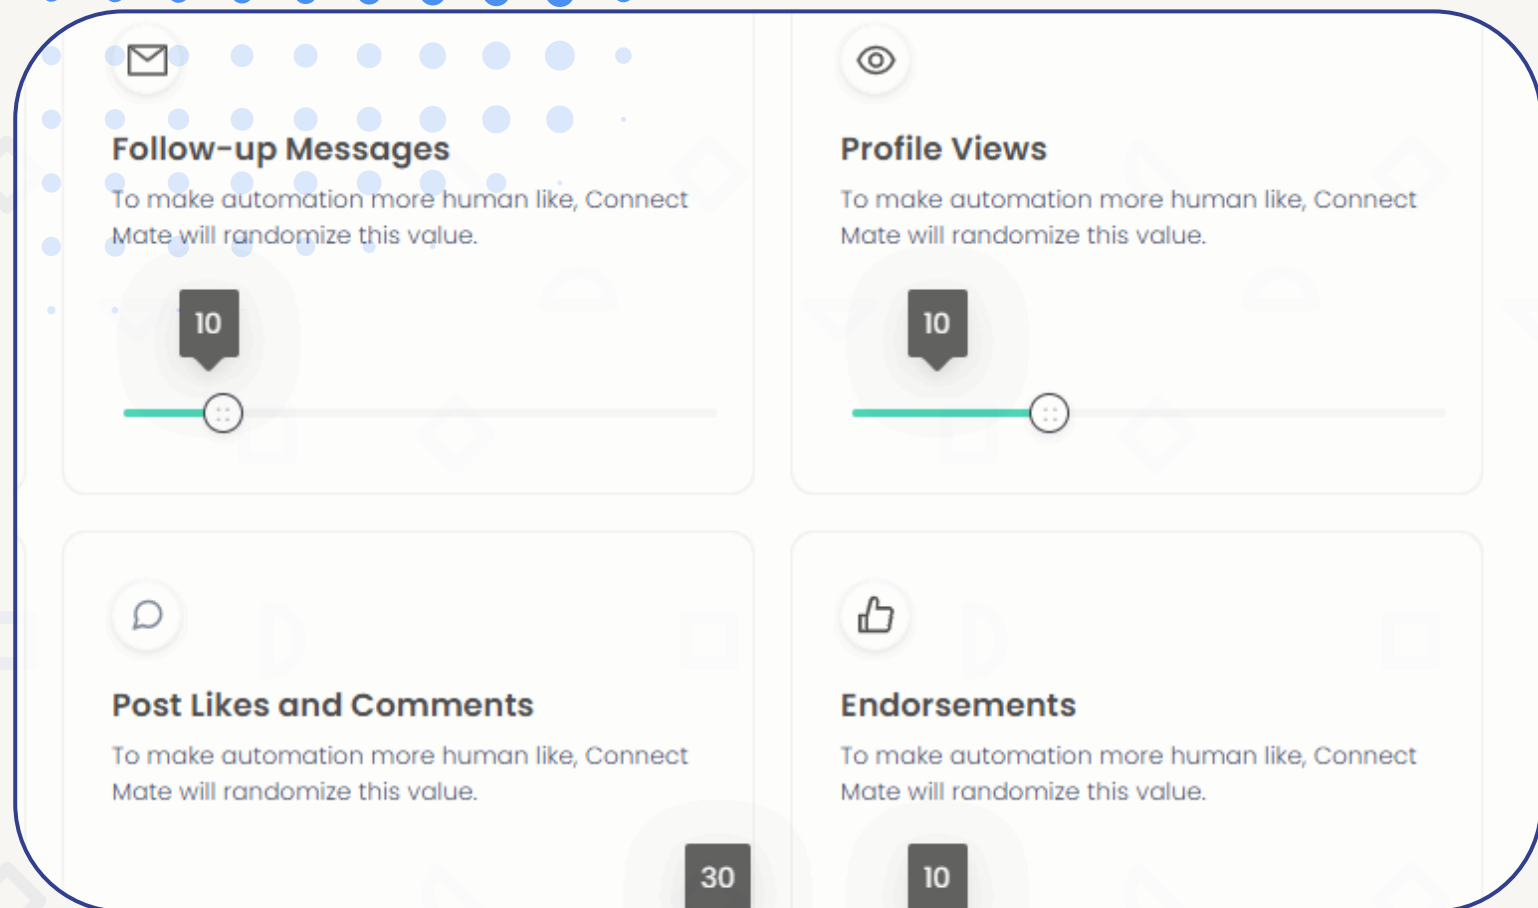 Follow-up Messages
To make automation more human like, Connect
Mate will randomize this value.
10
Profile Views
To make automation more human like, Connect
Mate will randomize this value.
10
Post Likes and Comments
To make automation more human like, Connect
Mate will randomize this value.
30
Endorsements
To make automation more human like, Connect
Mate will randomize this value.
10